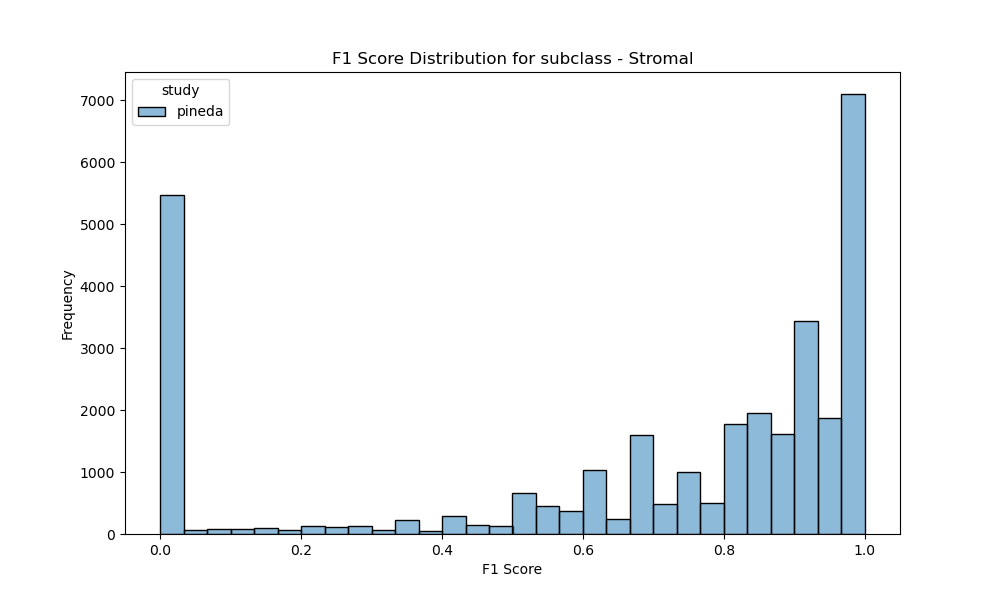 F1 Score Distribution for subclass - Stromal
study
pineda
7000
6000
5000
4000
3000
2000
1000
0
Frequency
0.0 0.2 0.4 0.6 0.8 1.0
F1 Score